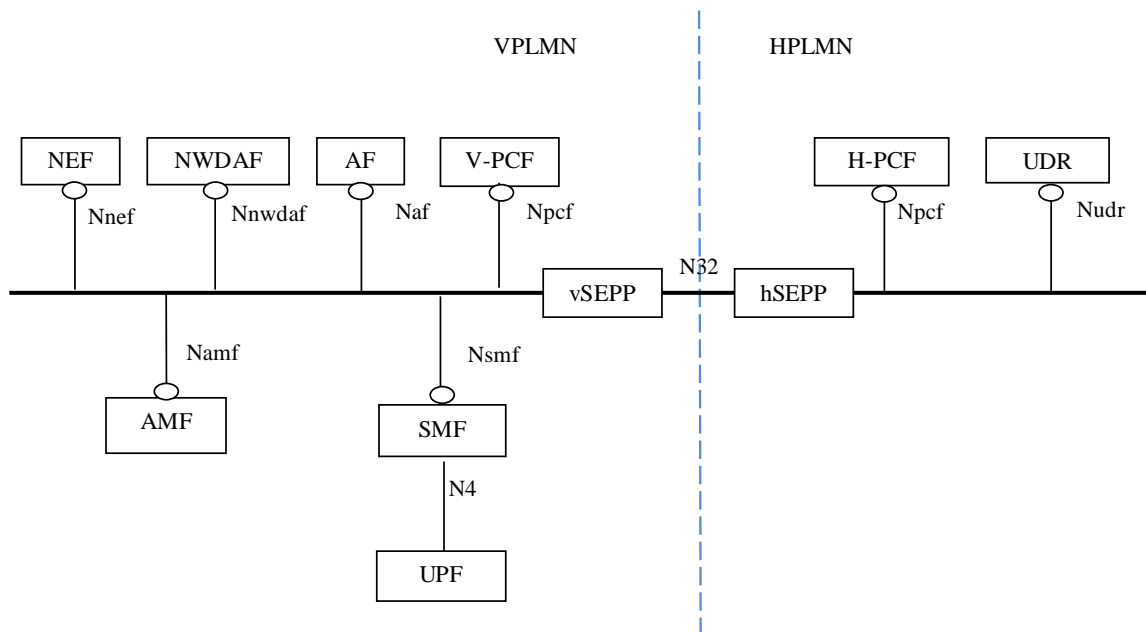 VPLMN
HPLMN
NEF
NWDAF
AF
V-PCF
H-PCF
UDR
Nnef
Nnwdaf
Naf
Npcf
Npcf
Nudr
N32
vSEPP
hSEPP
Namf
Nsmf
AMF
SMF
N4
UPF